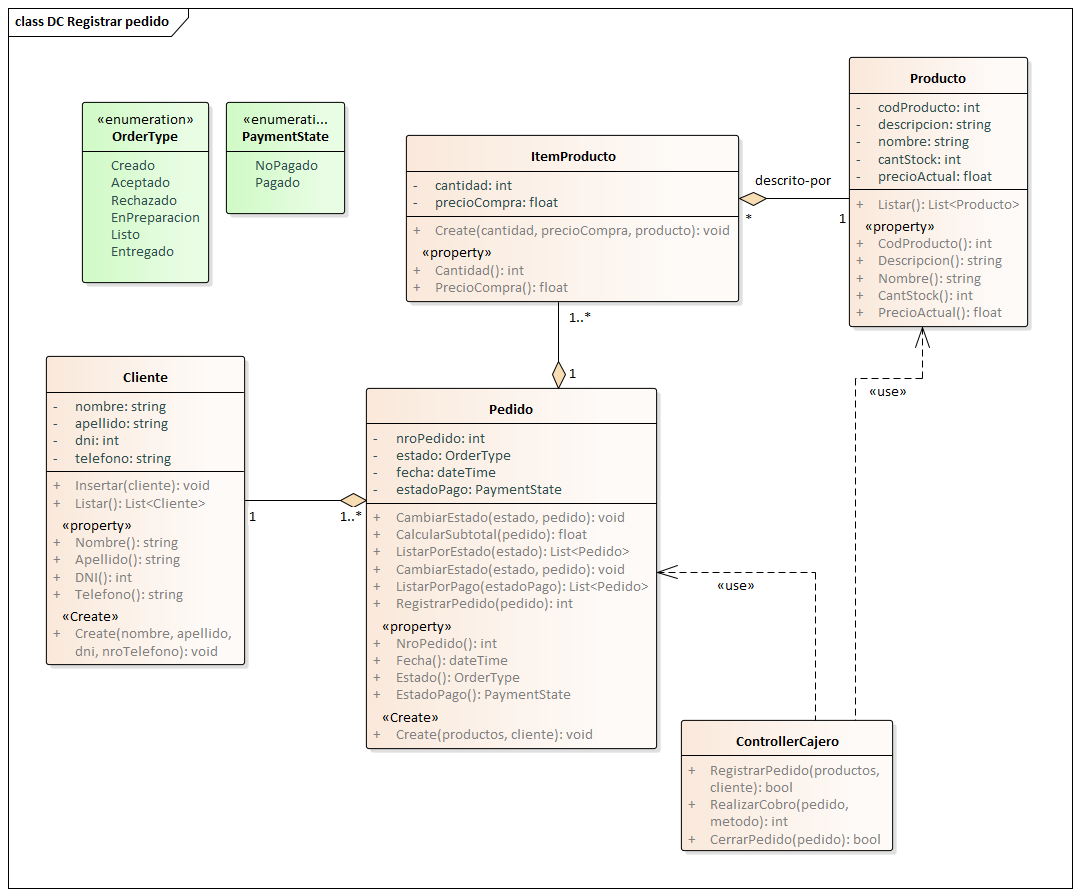 class DC Registrar pedido
«enumeration»
OrderType
Creado
Aceptado
Rechazado
EnPreparacion
Listo
Entregado
«enumerati...
PaymentState
NoPagado
Pagado
ItemProducto
- cantidad: int
- precioCompra: float
+ Create(cantidad, precioCompra, producto): void
«property»
+ Cantidad(): int
+ PrecioCompra(): float
descrito-por
*
1
Producto
- codProducto: int
- descripcion: string
- nombre: string
- cantStock: int
- precioActual: float
+ Listar(): List<Producto>
«property»
+ CodProducto(): int
+ Descripcion(): string
+ Nombre(): string
+ CantStock(): int
+ PrecioActual(): float
1..*
1
«use»
Cliente
- nombre: string
- apellido: string
- dni: int
- telefono: string
+ Insertar(cliente): void
+ Listar(): List<Cliente>
«property»
+ Nombre(): string
+ Apellido(): string
+ DNI(): int
+ Telefono(): string
«Create»
+ Create(nombre, apellido,
dni, nroTelefono): void
1
1..*
Pedido
- nroPedido: int
- estado: OrderType
- fecha: dateTime
- estadoPago: PaymentState
+ CambiarEstado(estado, pedido): void
+ CalcularSubtotal(pedido): float
+ ListarPorEstado(estado): List<Pedido>
+ CambiarEstado(estado, pedido): void
+ ListarPorPago(estadoPago): List<Pedido>
+ RegistrarPedido(pedido): int
«property»
+ NroPedido(): int
+ Fecha(): dateTime
+ Estado(): OrderType
+ EstadoPago(): PaymentState
«Create»
+ Create(productos, cliente): void
«use»
ControllerCajero
+ RegistrarPedido(productos,
cliente): bool
+ RealizarCobro(pedido,
metodo): int
+ CerrarPedido(pedido): bool